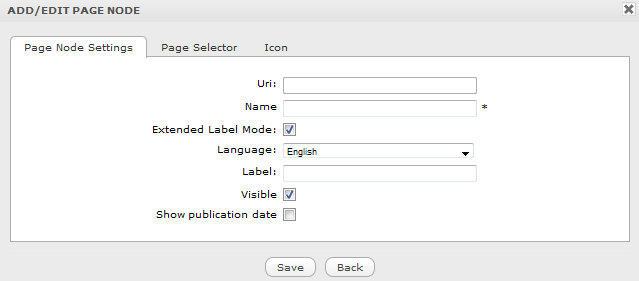 ADD/EDIT PAGE NODE
Page Node Settings Page Selector Icon
Uri:
Name *
Extended Label Mode:
Language: English
Label:
Visible
Show publication date
Save Back